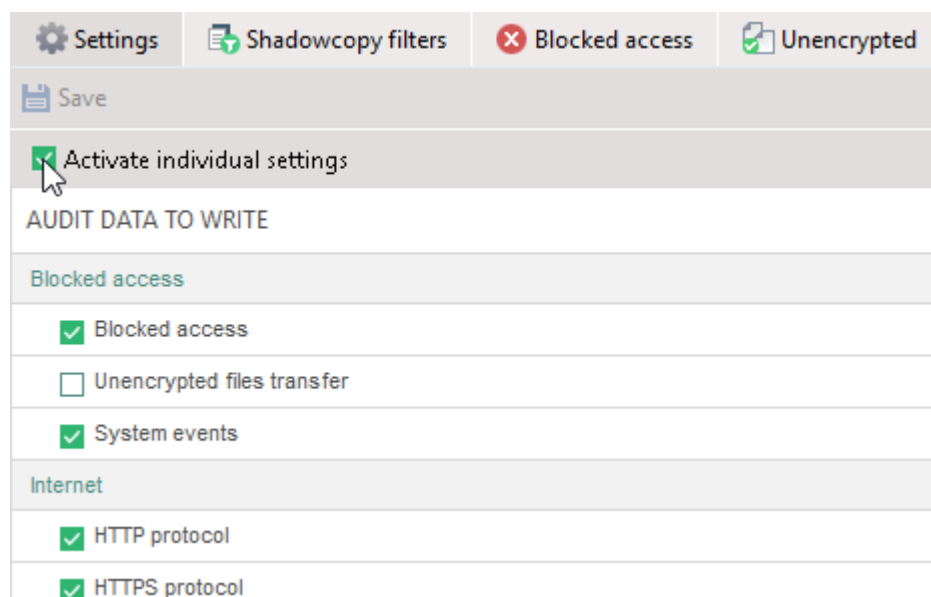 Settings Shadowcopy filters Blocked access Unencrypted
Save
Activate individual settings
AUDIT DATA TO WRITE
Blocked access
Blocked access
Unencrypted files transfer
System events
Internet
HTTP protocol
HTTPS protocol